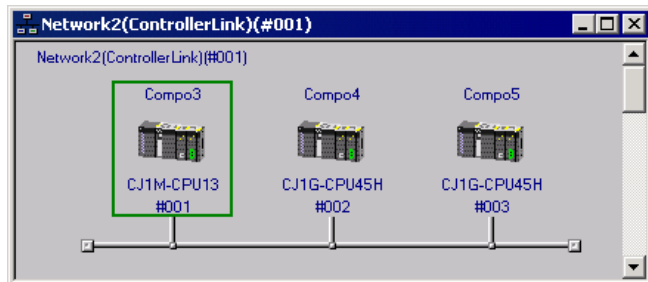 Network2(ControllerLink)(#001)
Network2(ControllerLink)(#001)
Compo3 Compo4 Compo5
CJ1M-CPU13 CJ1G-CPU45H CJ1G-CPU45H
#001 #002 #003